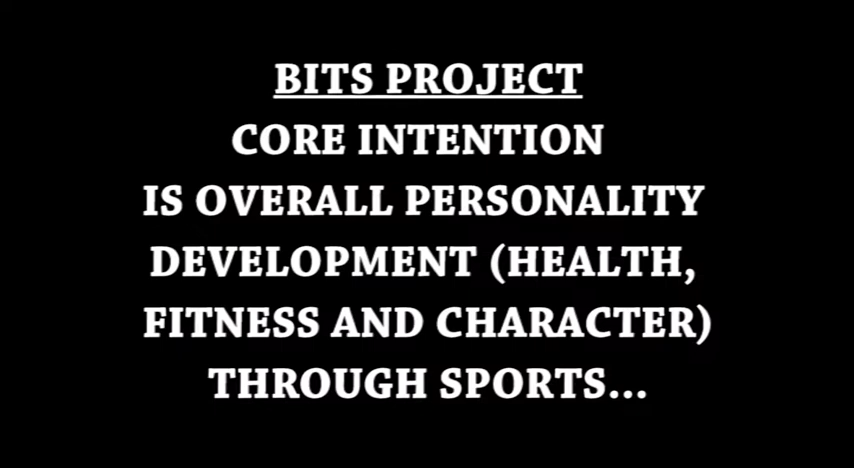 BITS PROJECT
CORE INTENTION
IS OVERALL PERSONALITY
DEVELOPMENT (HEALTH,
FITNESS AND CHARACTER)
THROUGH SPORTS...